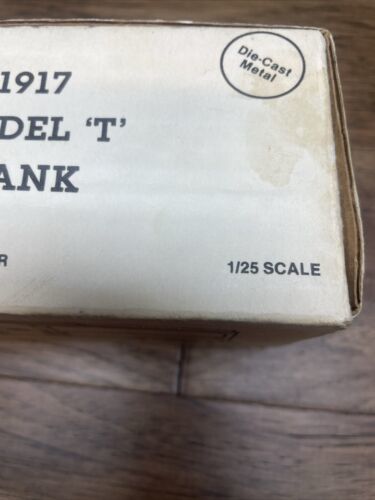 Die-Cast
Metal
1917
DEL ‘T’
ANK
R
1/25 SCALE